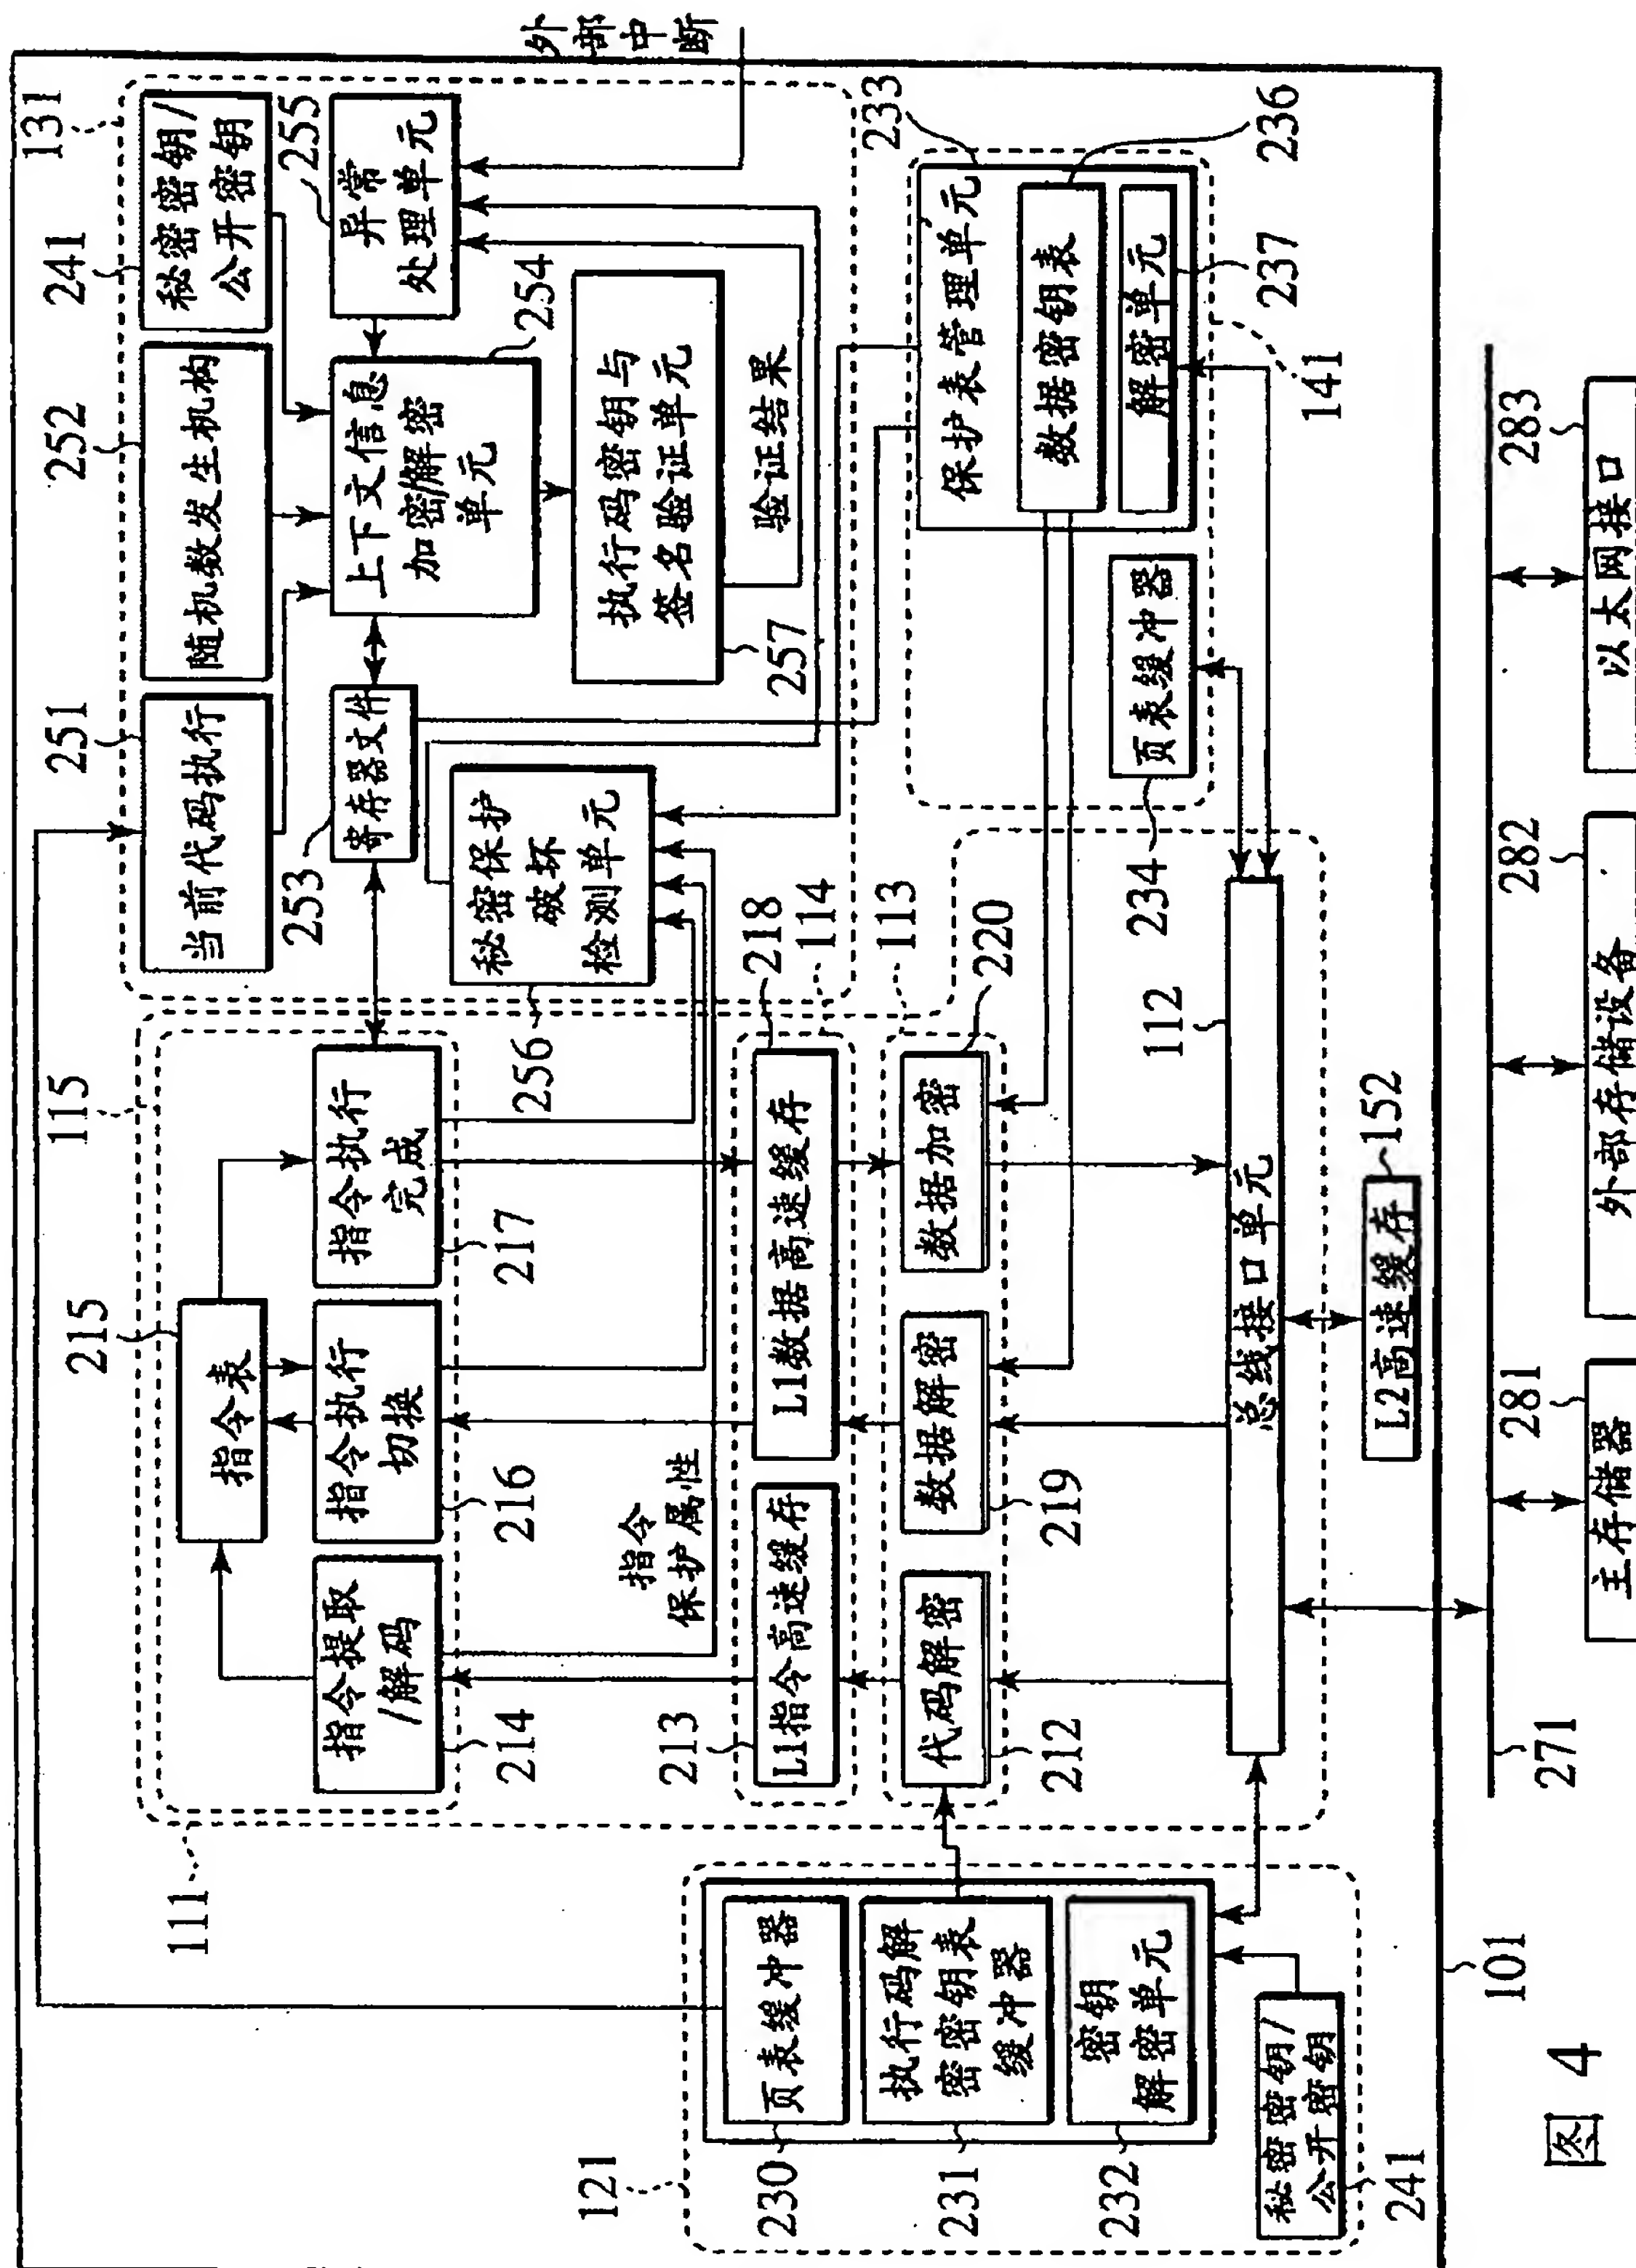 外部中断
131
秘密密钥/
公开密钥
241
255
异常
处理单元
随机数发生机构
252
上下文信息
加密/解密
单元
254
执行码密钥与
签名验证单元
257
验证结果
当前代码执行
251
寄存器文件
253
秘密保护
破坏
检测单元
256
115
指令表
215
指令执行
完成
217
指令执行
切换
216
指令提取
/解码
214
指令
保护属性
114
L1数据高速缓存
218
L1指令高速缓存
213
113
数据加密
220
数据解密
219
代码解密
212
保护表管理单元
233
数据密钥表
236
解密单元
237
页表缓冲器
234
141
总线接口单元
112
L2高速缓存
152
111
121
页表缓冲器
230
执行码解
密密钥表
缓冲器
231
密钥
解密单元
232
秘密密钥/
公开密钥
241
101
271
主存储器
281
外部存储设备
282
以太网接口
283
图 4